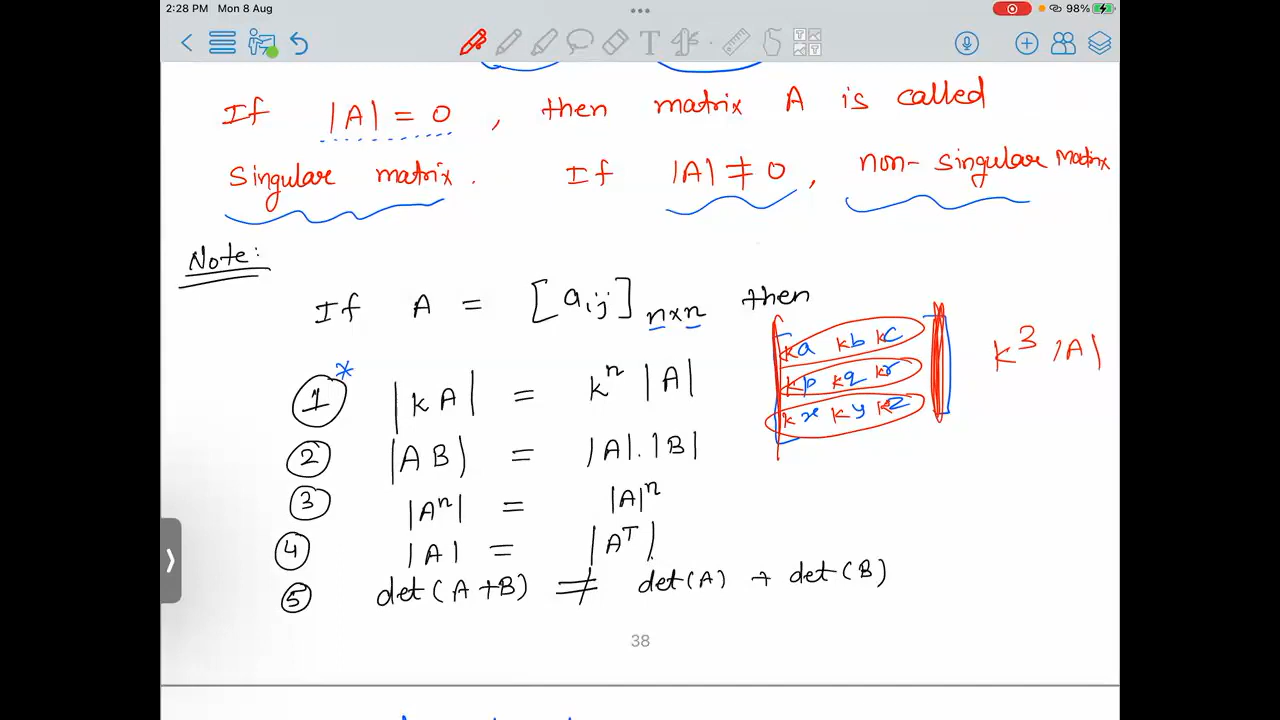 2:28 PM Mon 8 Aug 98%
If |A| = 0 , then matrix A is called
singular matrix. If |A| ≠ 0 , non-singular Matrix
Note:
If A = [aij]n×n then
ka kb kc
kp kq kr
kx ky kz
k³ |A|
① * |kA| = kⁿ |A|
② |AB| = |A|.|B|
③ |Aⁿ| = |A|ⁿ
④ |A| = |Aᵀ|
⑤ det(A+B) ≠ det(A) + det(B)
38